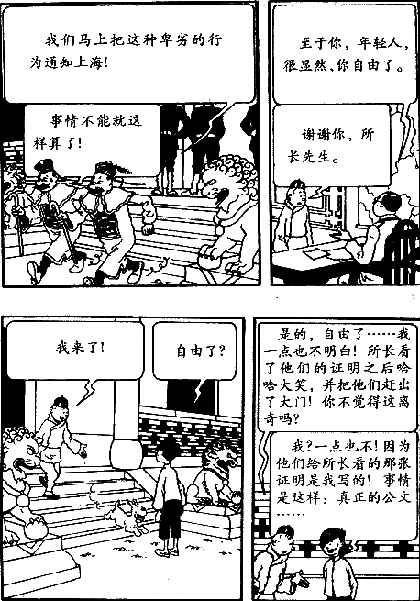 我们马上把这种卑劣的行
为通知上海!
事情不能就这
样算了!
至于你，年轻人，
很显然、你自由了。
谢谢你，所
长先生。
我来了!
自由了?
是的，自由了……我
一点也不明白! 所长看
了他们的证明之后哈
哈大笑，并把他们赶出
了大门! 你不觉得这离
奇吗?
我?一点也不! 因为
他们给所长看的那张
证明是我写的! 事情
是这样: 真正的公文
……